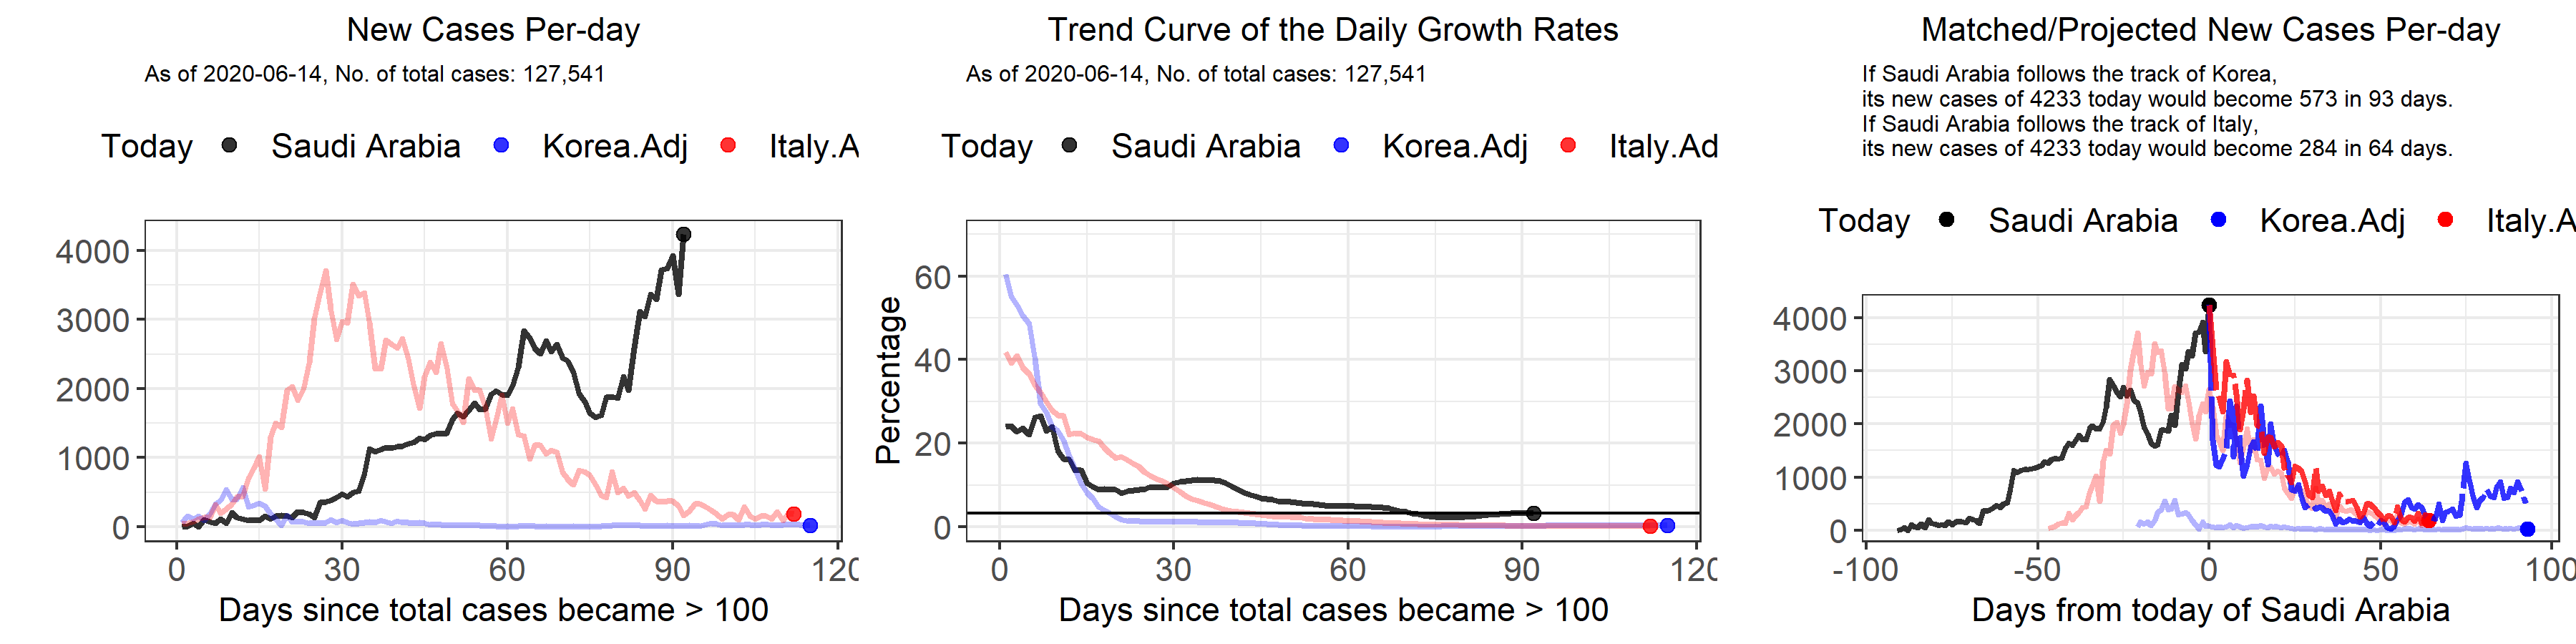 New Cases Per-day
As of 2020-06-14, No. of total cases: 127,541
Today Saudi Arabia Korea.Adj Italy.A
4000
3000
2000
1000
0
0 30 60 90 120
Days since total cases became > 100
Trend Curve of the Daily Growth Rates
As of 2020-06-14, No. of total cases: 127,541
Today Saudi Arabia Korea.Adj Italy.Ad
Percentage
60
40
20
0
0 30 60 90 120
Days since total cases became > 100
Matched/Projected New Cases Per-day
If Saudi Arabia follows the track of Korea,
its new cases of 4233 today would become 573 in 93 days.
If Saudi Arabia follows the track of Italy,
its new cases of 4233 today would become 284 in 64 days.
Today Saudi Arabia Korea.Adj Italy.A
4000
3000
2000
1000
0
-100 -50 0 50 100
Days from today of Saudi Arabia